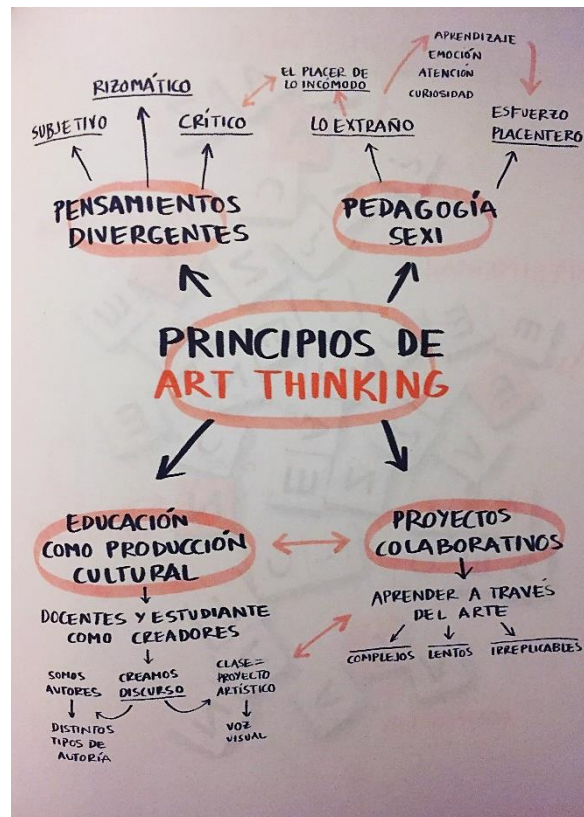 APRENDIZAJE
EMOCIÓN
ATENCIÓN
CURIOSIDAD
EL PLACER DE
LO INCÓMODO
RIZOMÁTICO
SUBJETIVO
CRÍTICO
LO EXTRAÑO
ESFUERZO
PLACENTERO
PENSAMIENTOS
DIVERGENTES
PEDAGOGÍA
SEXI
PRINCIPIOS DE
ART THINKING
EDUCACIÓN
COMO PRODUCCIÓN
CULTURAL
PROYECTOS
COLABORATIVOS
DOCENTES Y ESTUDIANTE
COMO CREADORES
APRENDER A TRAVÉS
DEL ARTE
COMPLEJOS
LENTOS
IRREPLICABLES
SOMOS
AUTORES
CREAMOS
DISCURSO
CLASE=
PROYECTO
ARTÍSTICO
DISTINTOS
TIPOS DE
AUTORÍA
VOZ
VISUAL